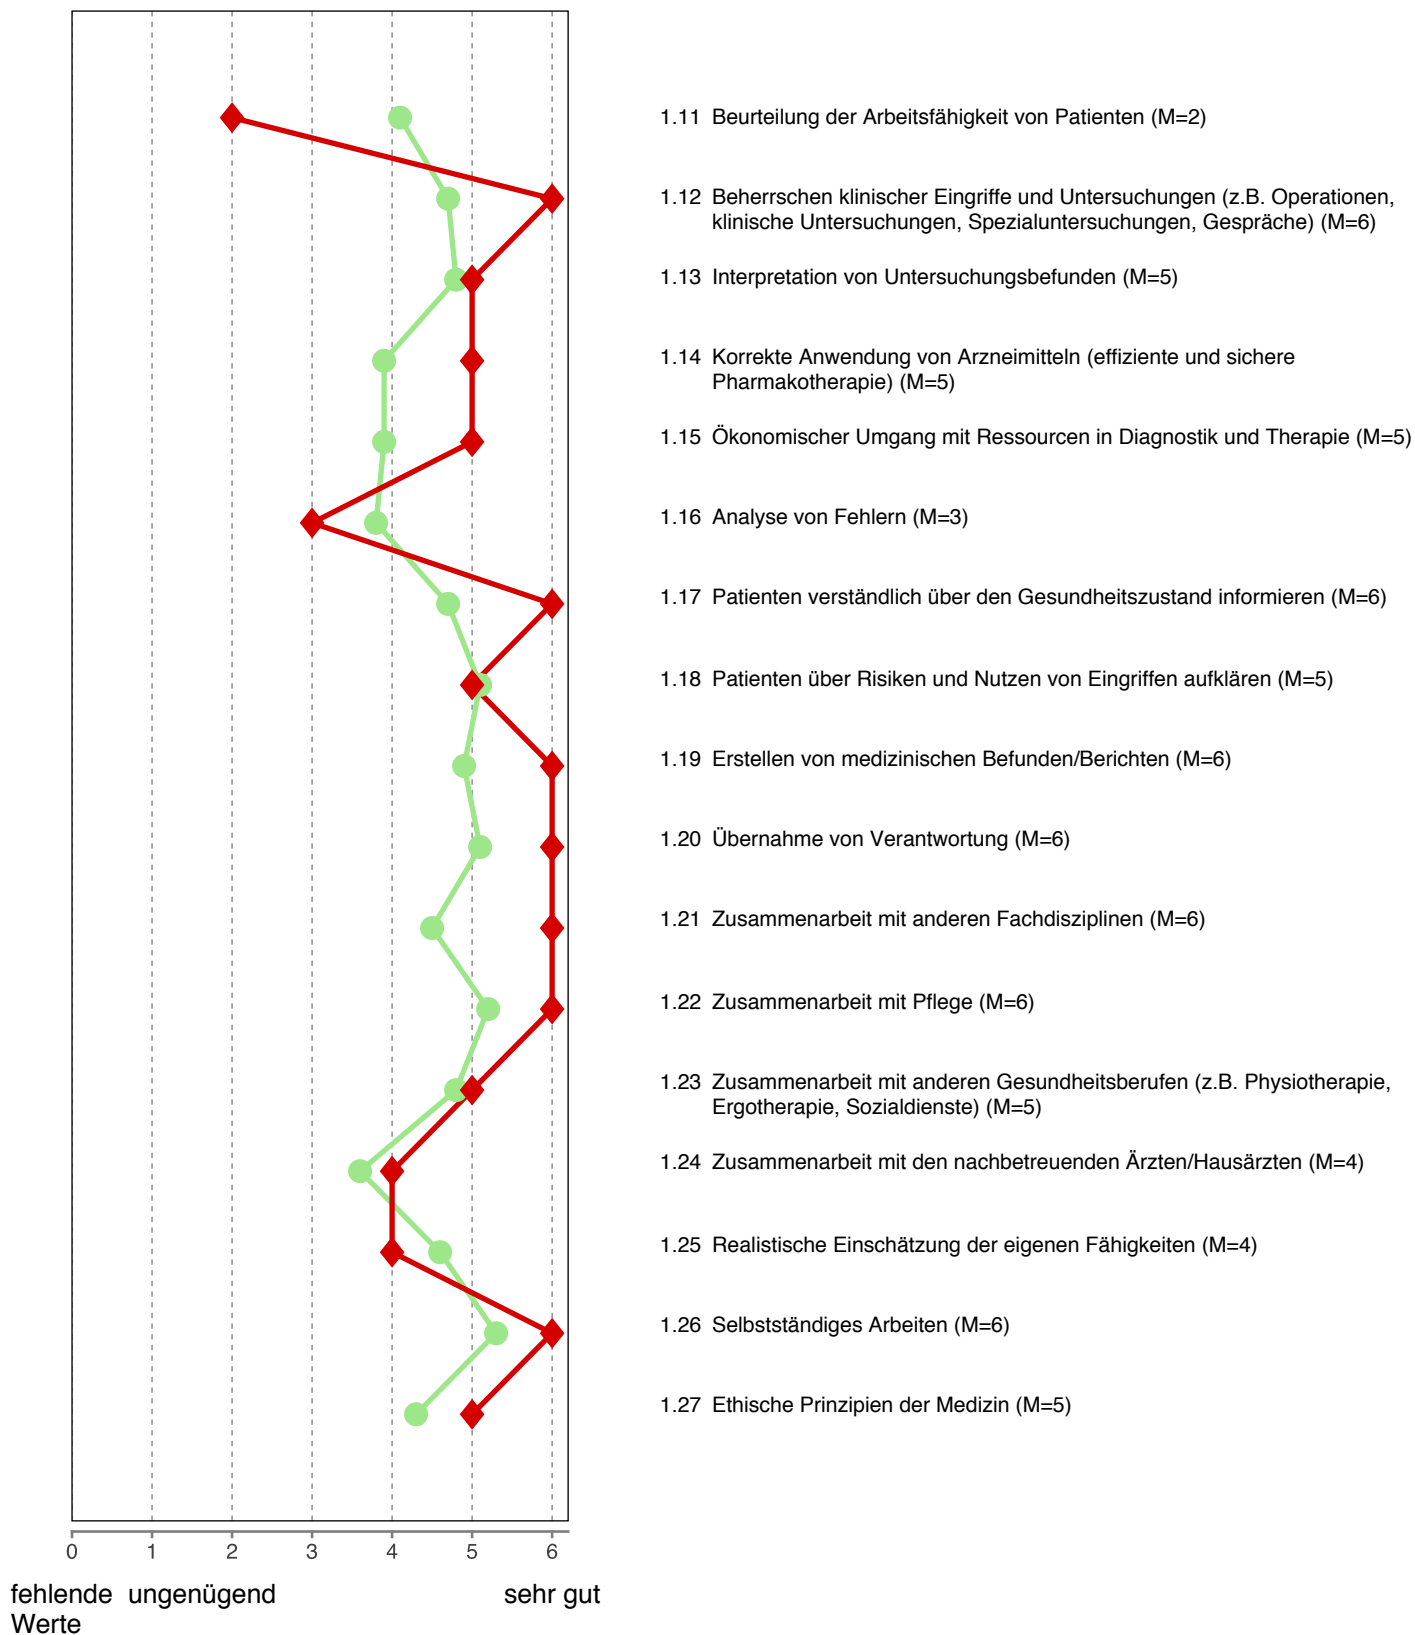 1.11 Beurteilung der Arbeitsfähigkeit von Patienten (M=2)
1.12 Beherrschen klinischer Eingriffe und Untersuchungen (z.B. Operationen,
klinische Untersuchungen, Spezialuntersuchungen, Gespräche) (M=6)
1.13 Interpretation von Untersuchungsbefunden (M=5)
1.14 Korrekte Anwendung von Arzneimitteln (effiziente und sichere
Pharmakotherapie) (M=5)
1.15 Ökonomischer Umgang mit Ressourcen in Diagnostik und Therapie (M=5)
1.16 Analyse von Fehlern (M=3)
1.17 Patienten verständlich über den Gesundheitszustand informieren (M=6)
1.18 Patienten über Risiken und Nutzen von Eingriffen aufklären (M=5)
1.19 Erstellen von medizinischen Befunden/Berichten (M=6)
1.20 Übernahme von Verantwortung (M=6)
1.21 Zusammenarbeit mit anderen Fachdisziplinen (M=6)
1.22 Zusammenarbeit mit Pflege (M=6)
1.23 Zusammenarbeit mit anderen Gesundheitsberufen (z.B. Physiotherapie,
Ergotherapie, Sozialdienste) (M=5)
1.24 Zusammenarbeit mit den nachbetreuenden Ärzten/Hausärzten (M=4)
1.25 Realistische Einschätzung der eigenen Fähigkeiten (M=4)
1.26 Selbstständiges Arbeiten (M=6)
1.27 Ethische Prinzipien der Medizin (M=5)
0 1 2 3 4 5 6
fehlende ungenügend sehr gut
Werte